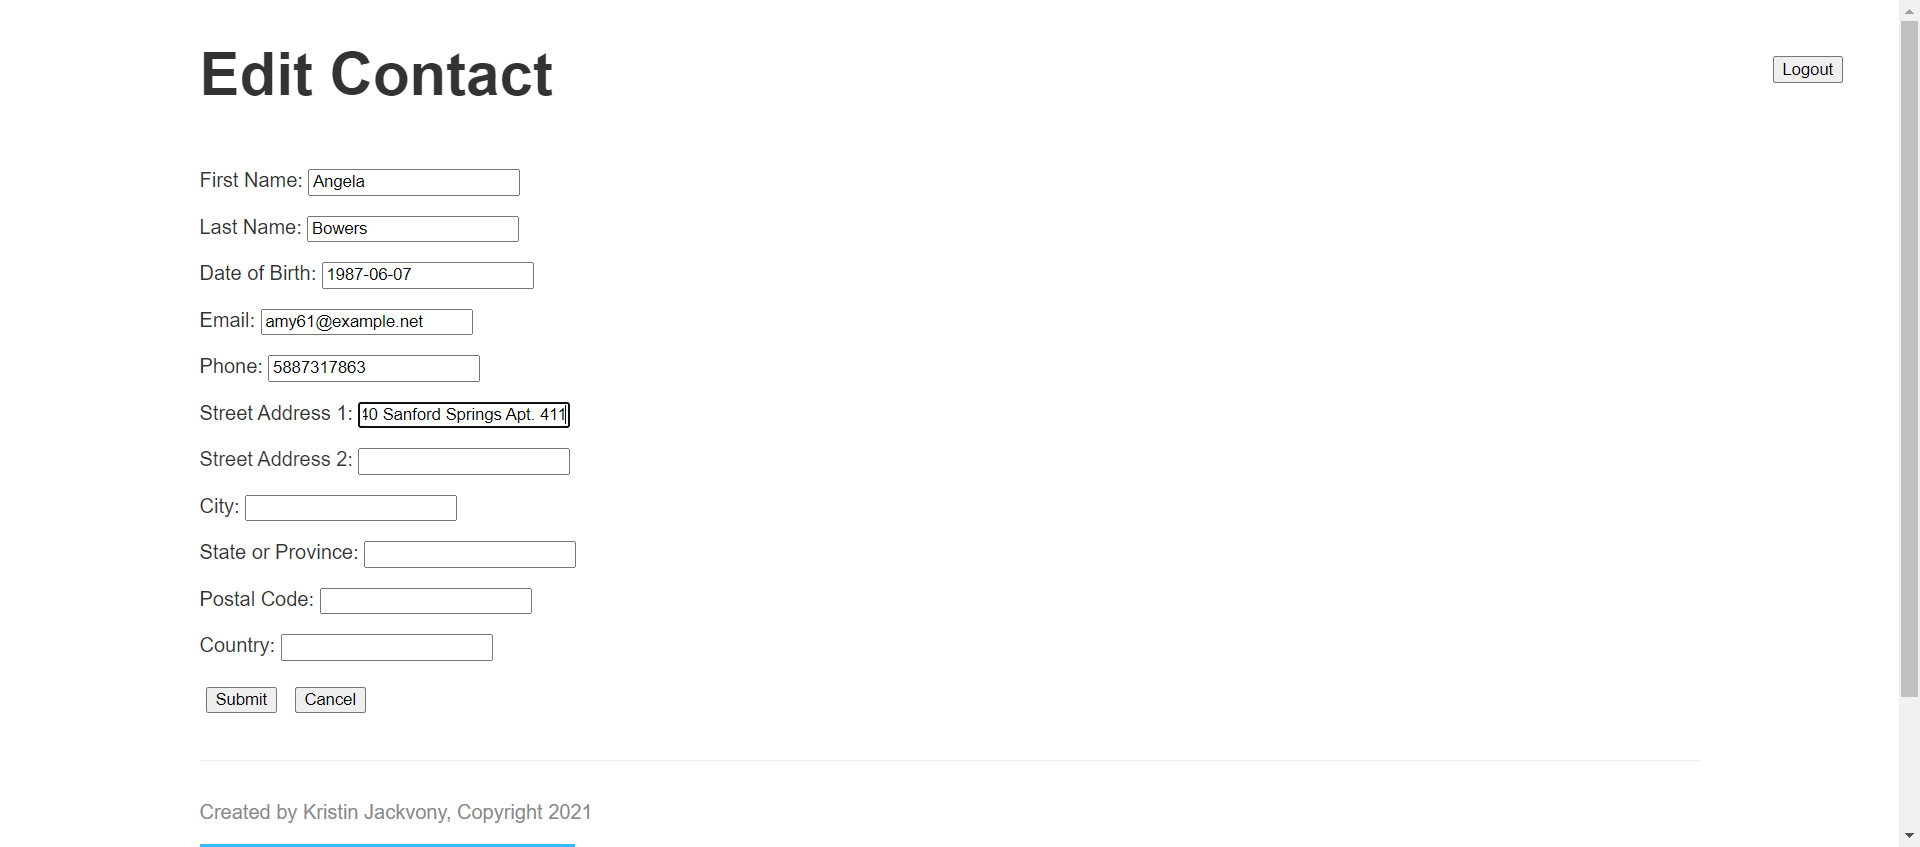 Edit Contact
Logout
First Name: Angela
Last Name: Bowers
Date of Birth: 1987-06-07
Email: amy61@example.net
Phone: 5887317863
Street Address 1: 40 Sanford Springs Apt. 411
Street Address 2:
City:
State or Province:
Postal Code:
Country:
Submit Cancel
Created by Kristin Jackvony, Copyright 2021